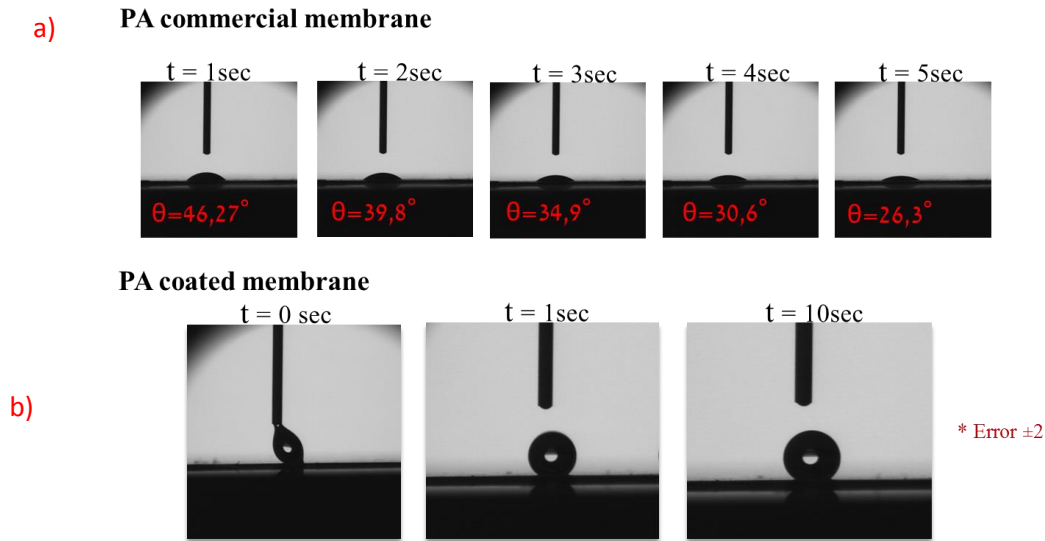 a)
PA commercial membrane
t = 1sec t = 2sec t = 3sec t = 4sec t = 5sec
θ=46,27° θ=39,8° θ=34,9° θ=30,6° θ=26,3°
PA coated membrane
t = 0 sec t = 1sec t = 10sec
b)
* Error ±2